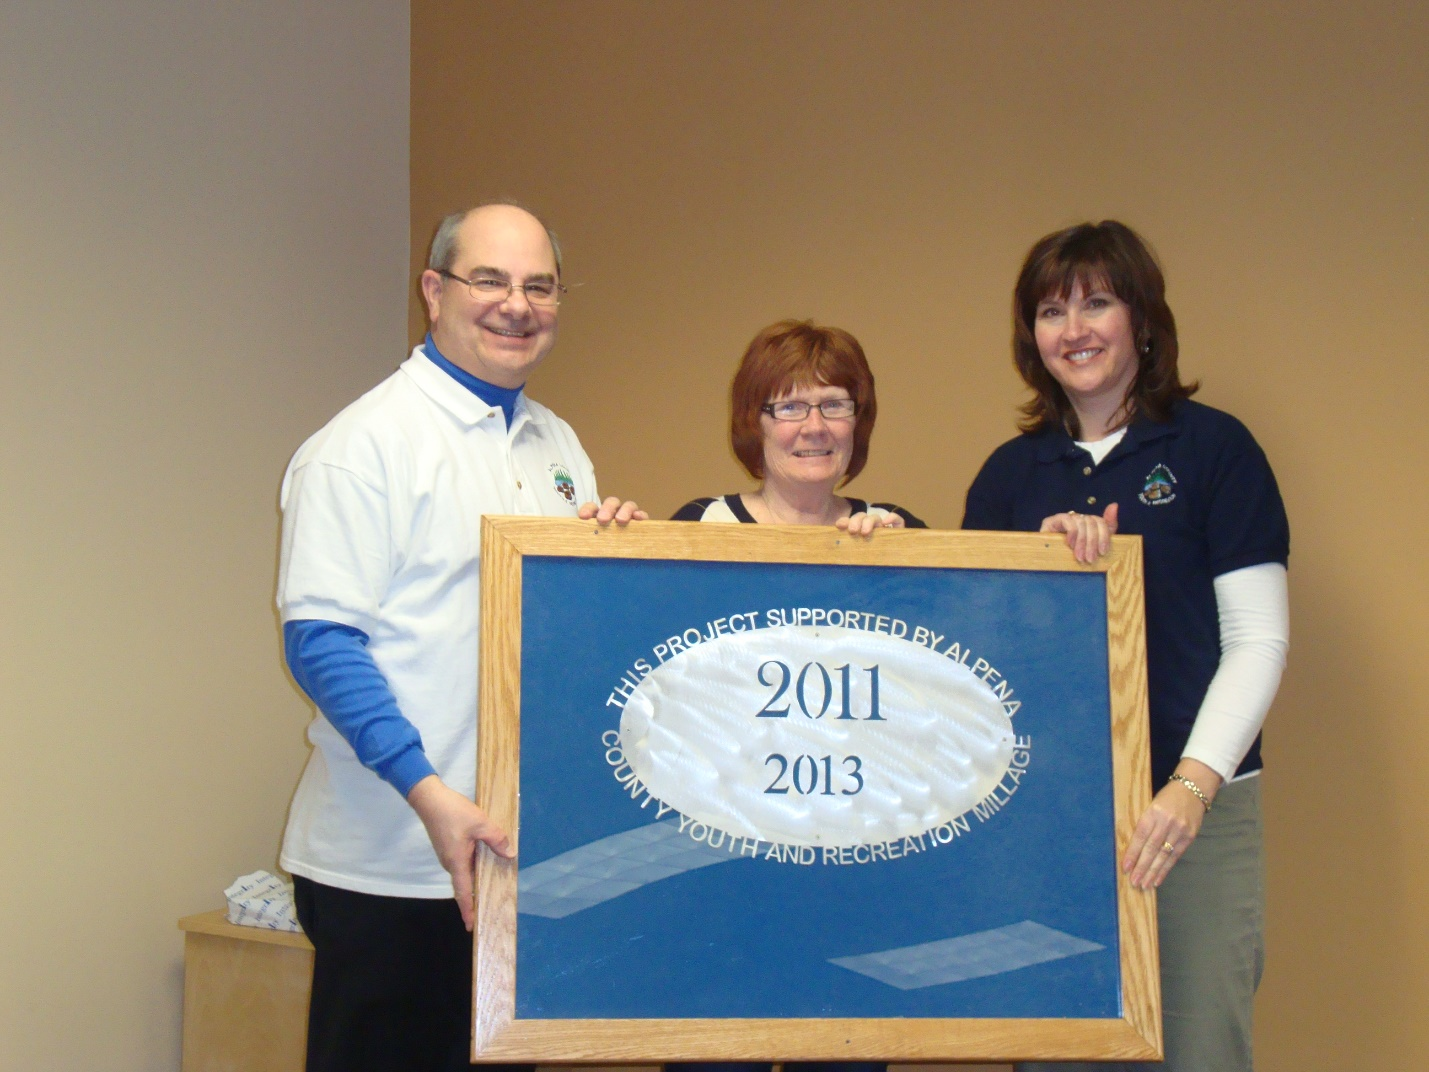 THIS PROJECT SUPPORTED BY ALPENA
2011
2013
COUNTY YOUTH AND RECREATION MILLAGE